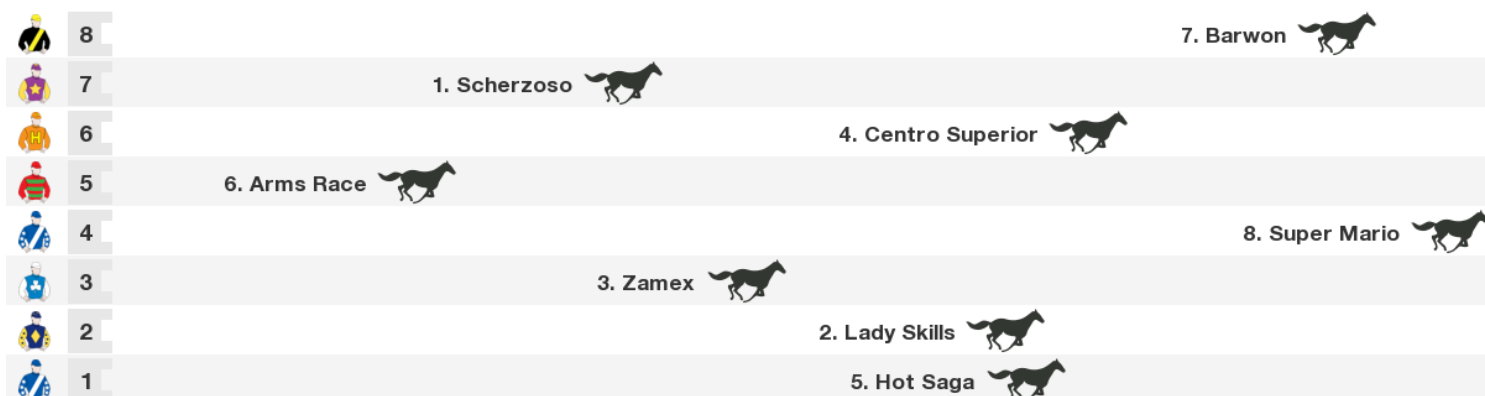 8 7. Barwon
7 1. Scherzoso
H 6 4. Centro Superior
5 6. Arms Race
4 8. Super Mario
3 3. Zamex
2 2. Lady Skills
1 5. Hot Saga